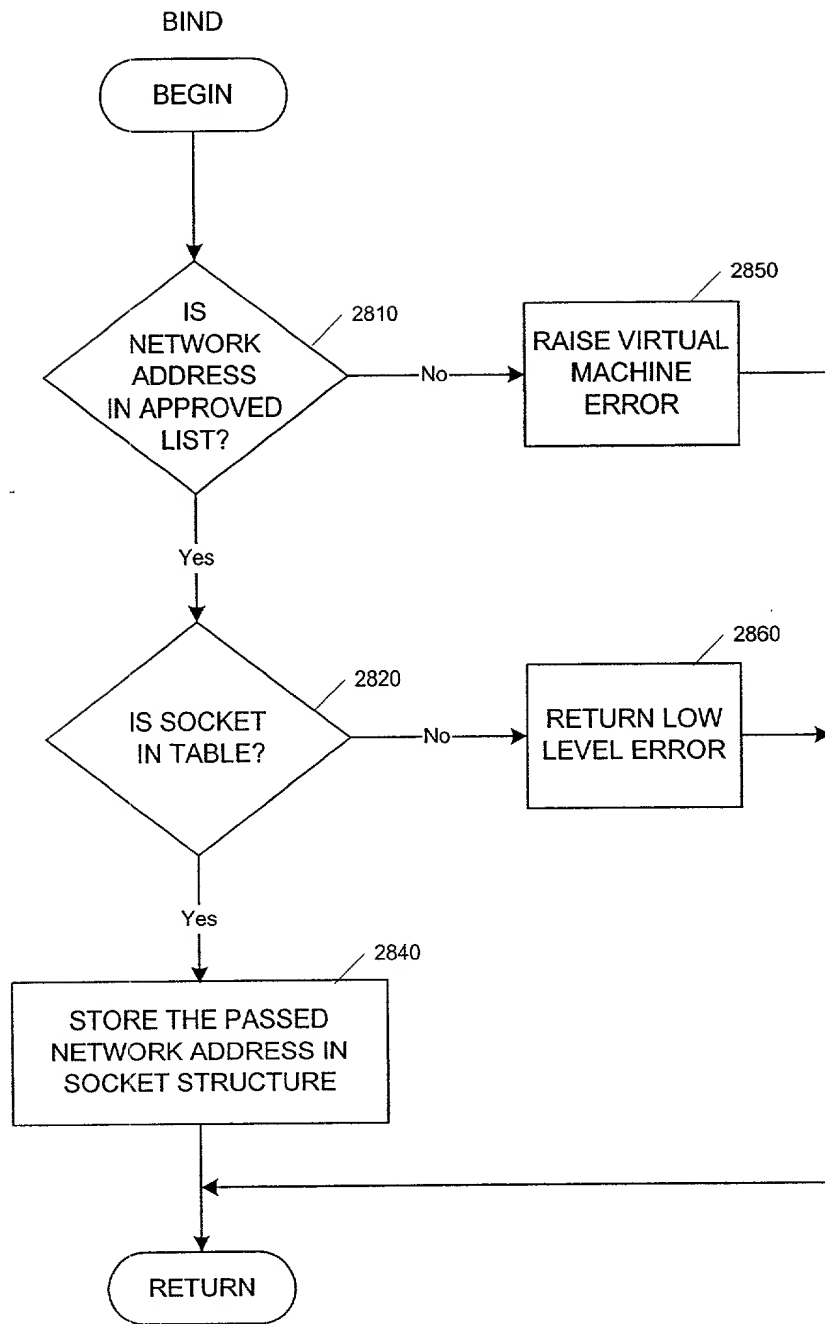 BIND
BEGIN
IS
NETWORK
ADDRESS
IN APPROVED
LIST?
2810
No
2850
RAISE VIRTUAL
MACHINE
ERROR
Yes
IS SOCKET
IN TABLE?
2820
No
2860
RETURN LOW
LEVEL ERROR
Yes
2840
STORE THE PASSED
NETWORK ADDRESS IN
SOCKET STRUCTURE
RETURN